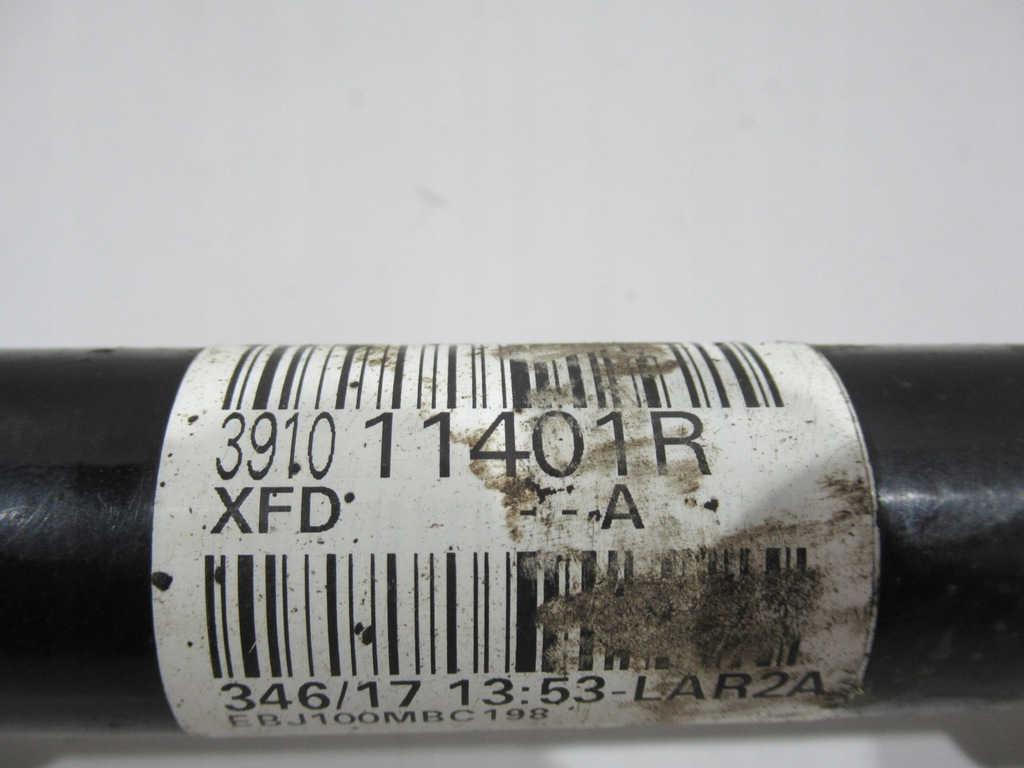 3910 11401R
XFD - - A
346/17 13:53-LAR2A
EBJ100MBC198